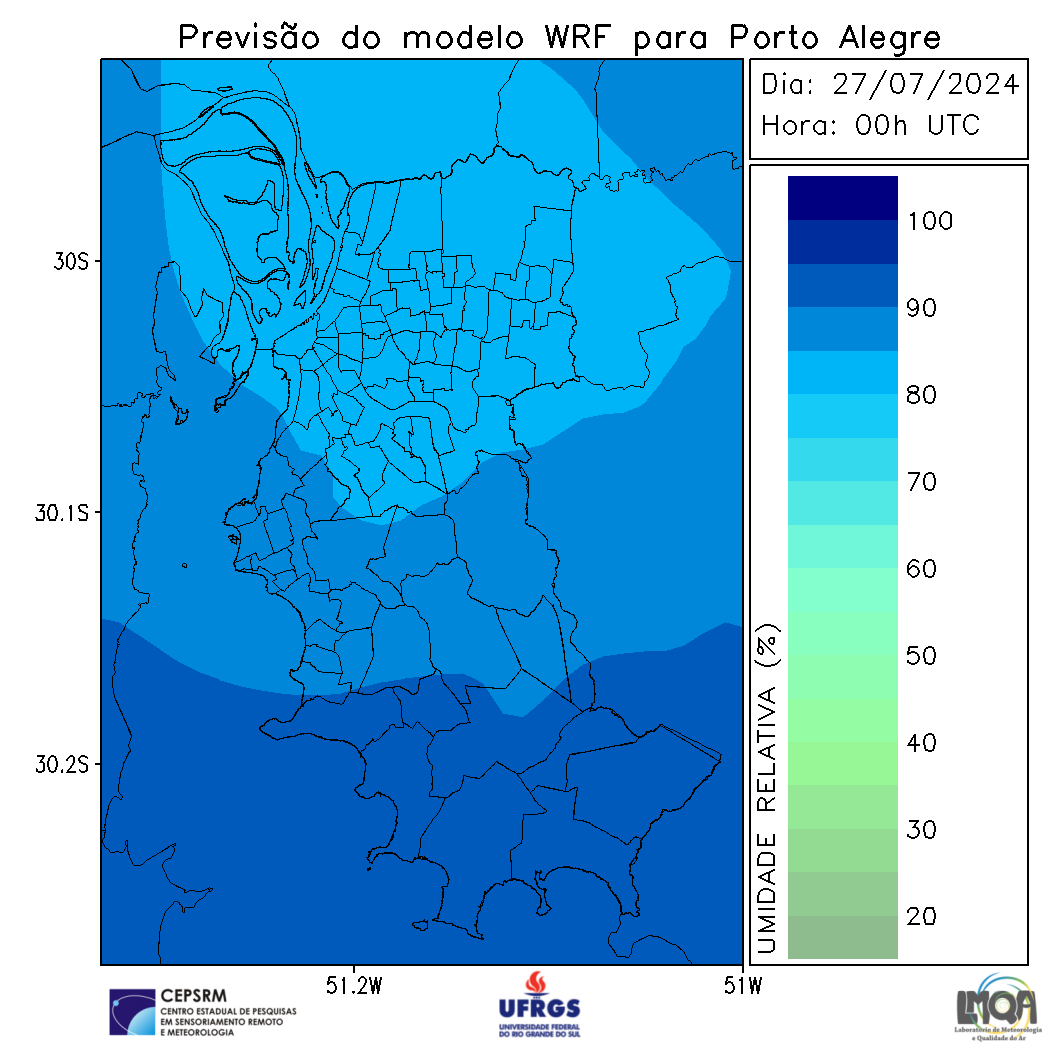 Previsão do modelo WRF para Porto Alegre
Dia: 27/07/2024
Hora: 00h UTC
100
90
80
70
60
50
40
30
20
UMIDADE RELATIVA (%)
30S
30.1S
30.2S
51.2W
51W
CEPSRM
CENTRO ESTADUAL DE PESQUISAS
EM SENSORIAMENTO REMOTO
E METEOROLOGIA
UFRGS
UNIVERSIDADE FEDERAL
DO RIO GRANDE DO SUL
LMQA
Laboratório de Meteorologia
e Qualidade do Ar